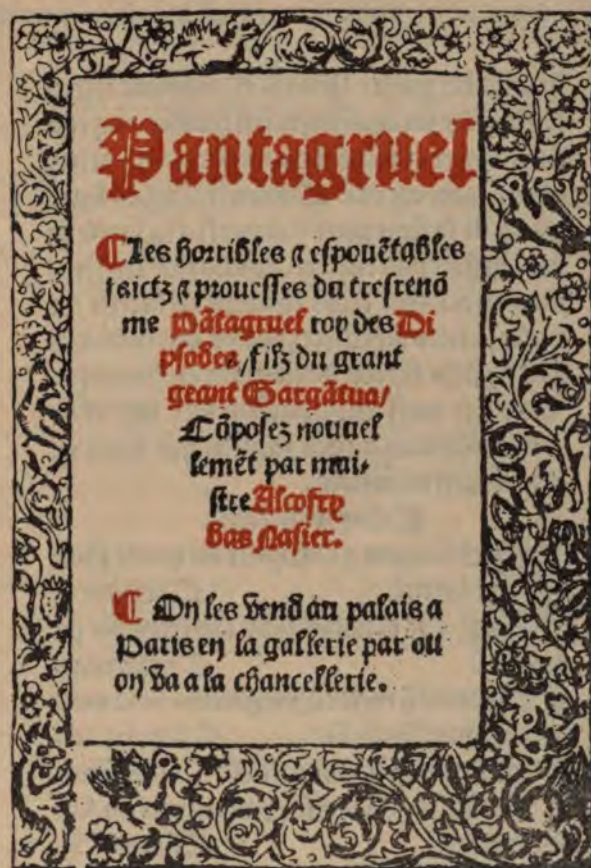 Pantagruel
¶ Les horribles ⁊ espouẽtables
faictz ⁊ prouesses du tresrenõ
me Pãtagruel roy des Di
psodes, filz du grant
geant Gargãtua/
Cõposez nouuel
lemẽt par mai⸗
stre Alcofry
bas Nasier.
¶ On les vend au palais a
Paris en la gallerie par ou
on va a la chancellerie.